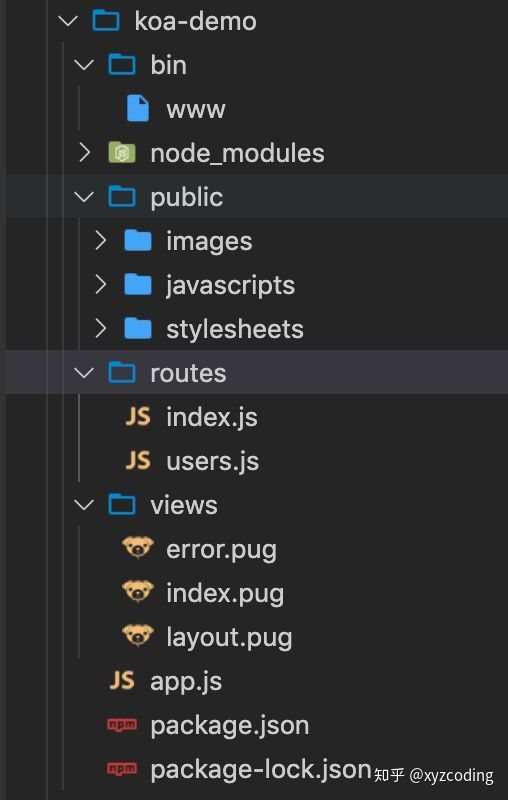 koa-demo
bin
www
node_modules
public
images
javascripts
stylesheets
routes
JS index.js
JS users.js
views
error.pug
index.pug
layout.pug
JS app.js
npm package.json
npm package-lock.json 知乎 @xyzcoding